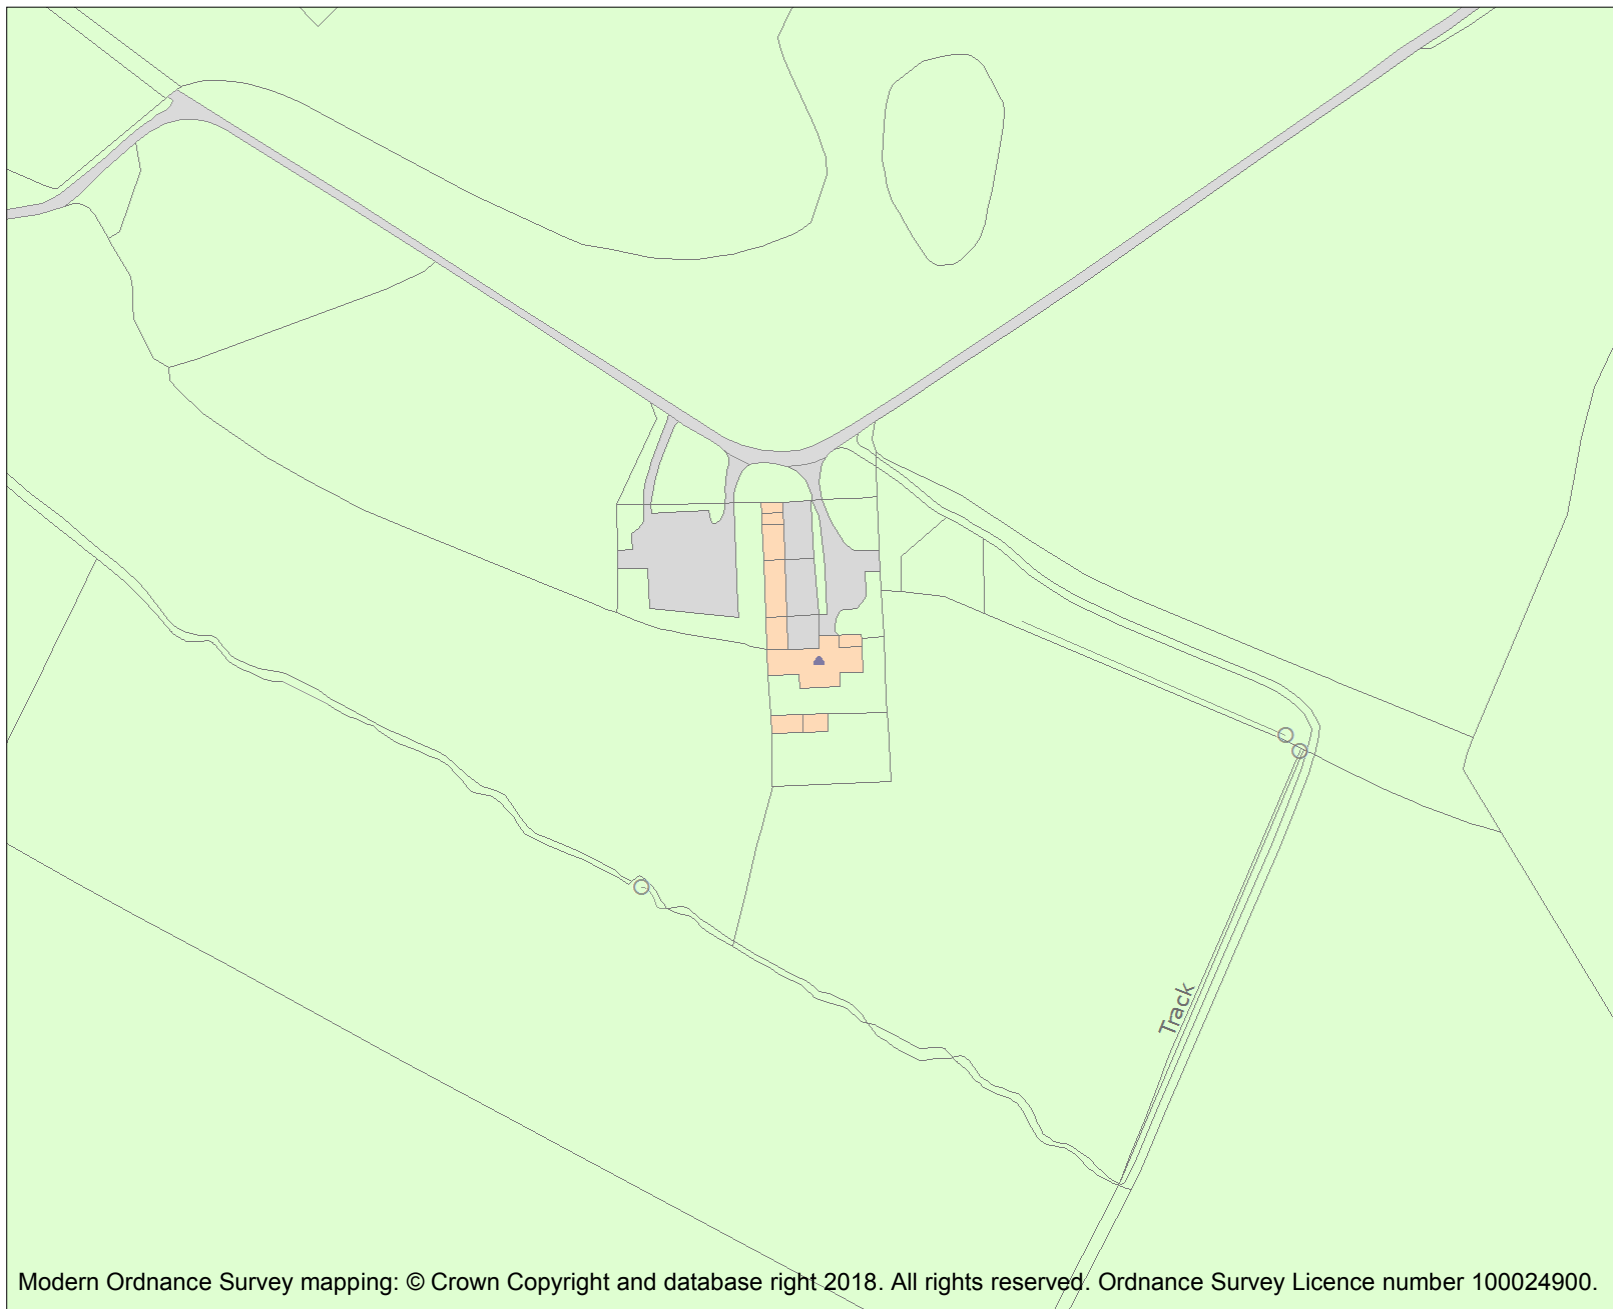 Track
Modern Ordnance Survey mapping: © Crown Copyright and database right 2018. All rights reserved. Ordnance Survey Licence number 100024900.